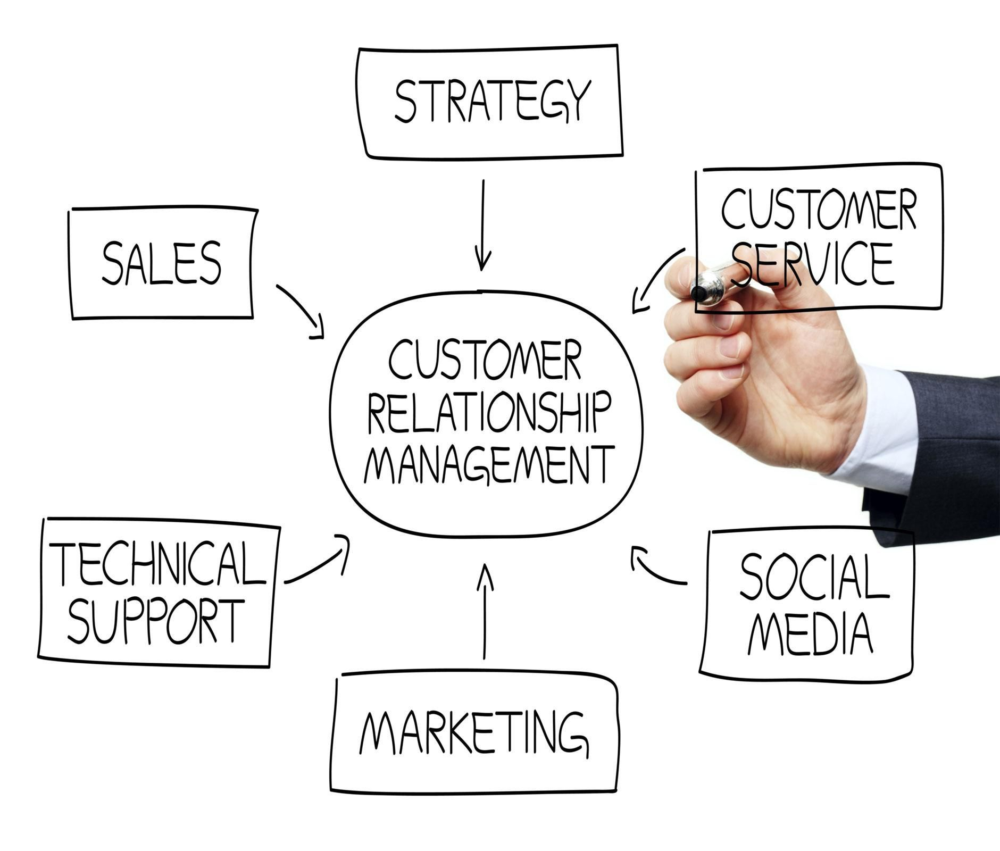 STRATEGY
CUSTOMER
SERVICE
SALES
CUSTOMER
RELATIONSHIP
MANAGEMENT
TECHNICAL
SUPPORT
SOCIAL
MEDIA
MARKETING